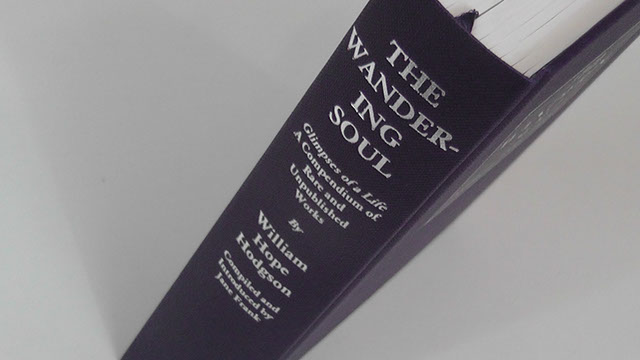 THE
WANDER-
ING
SOUL
Glimpses of a Life
A Compendium of
Rare and
Unpublished
Works
By
William
Hope
Hodgson
Compiled and
Introduced by
Jane Frank